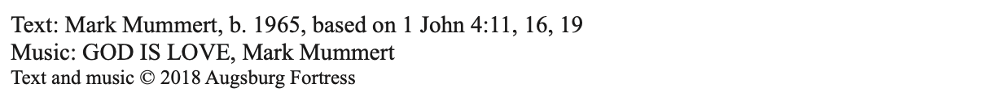 Text: Mark Mummert, b. 1965, based on 1 John 4:11, 16, 19
Music: GOD IS LOVE, Mark Mummert
Text and music © 2018 Augsburg Fortress